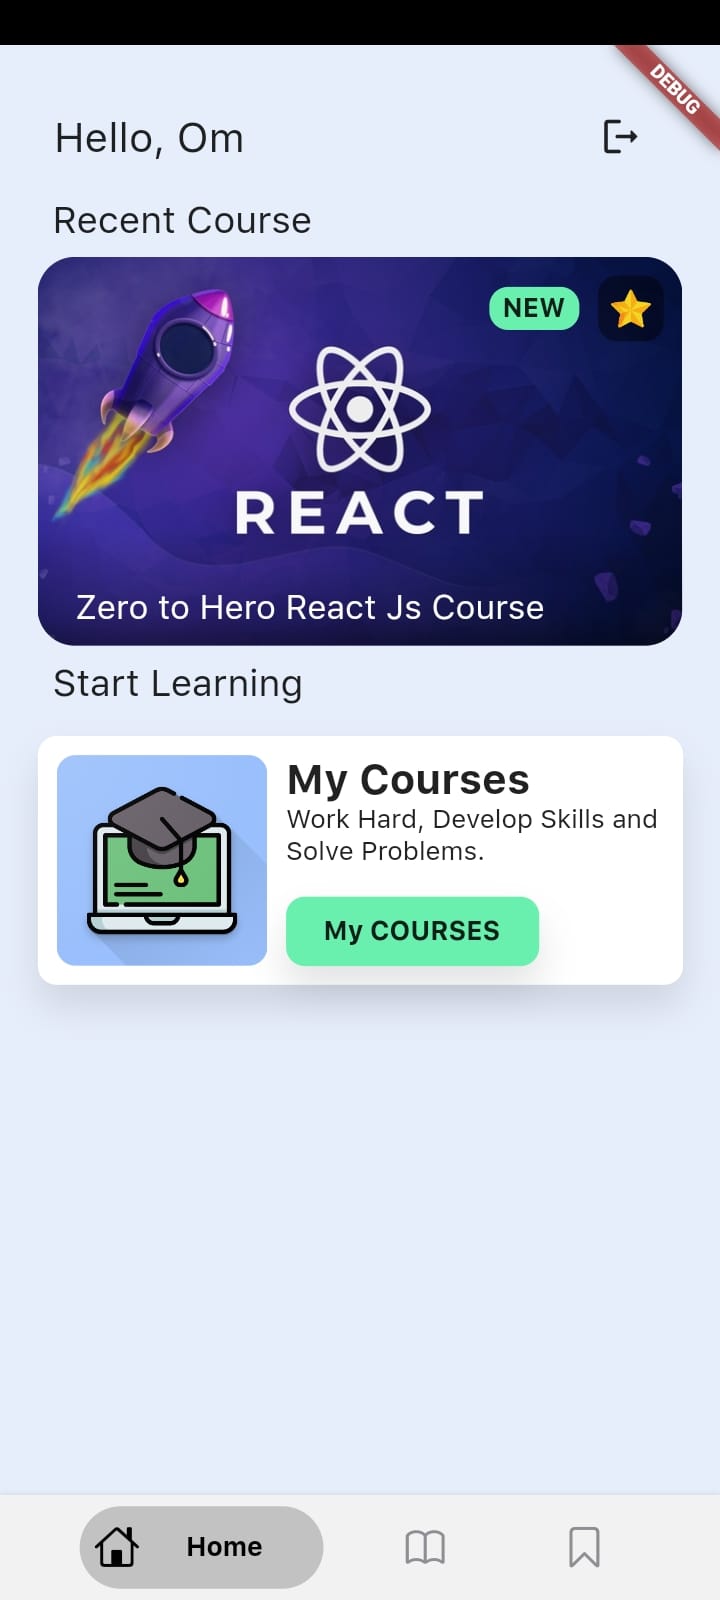 DEBUG
Hello, Om
Recent Course
NEW
REACT
Zero to Hero React Js Course
Start Learning
My Courses
Work Hard, Develop Skills and
Solve Problems.
My COURSES
Home